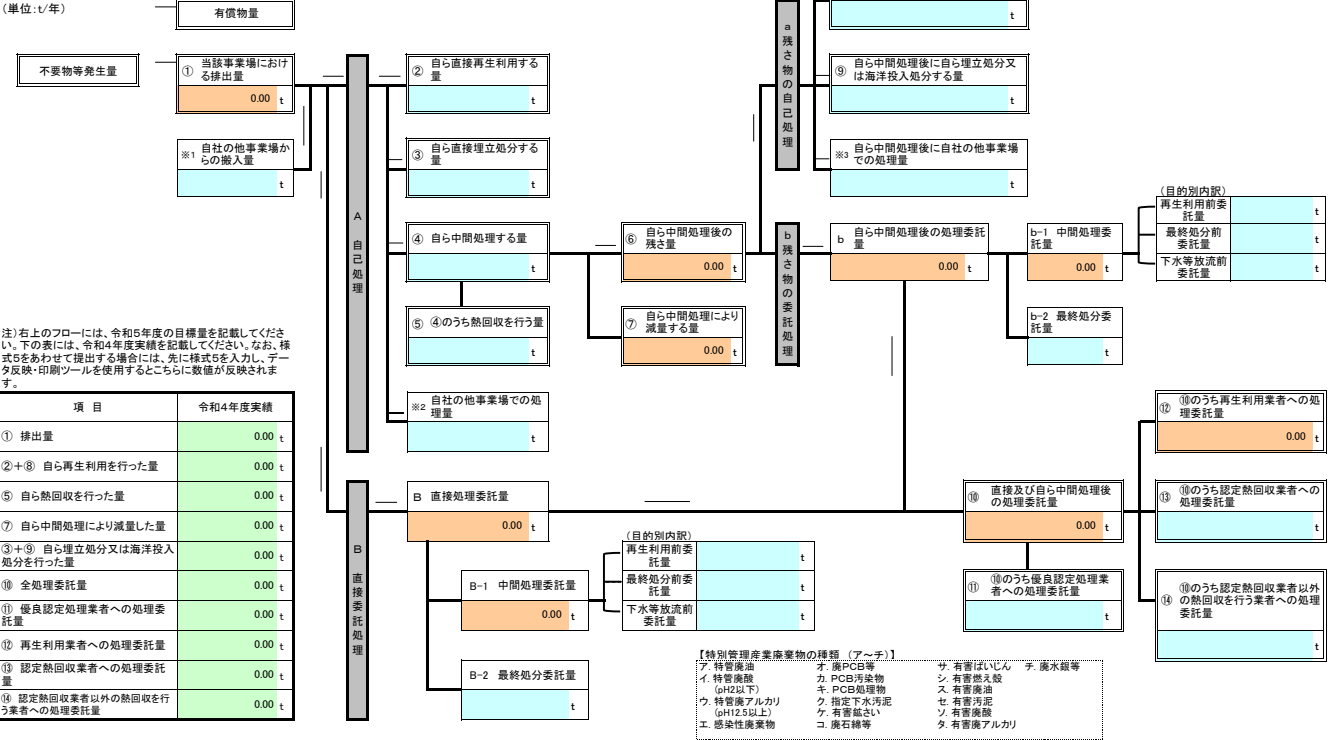 (単位:t/年)
有償物量
不要物等発生量
① 当該事業場におけ
る排出量
0.00 t
※1 自社の他事業場か
らの搬入量
t
A 自己処理
② 自ら直接再生利用する
量
t
③ 自ら直接埋立処分する
量
t
④ 自ら中間処理する量
t
⑤ ④のうち熱回収を行う量
t
※2 自社の他事業場での処
理量
t
⑥ 自ら中間処理後の
残さ量
0.00 t
⑦ 自ら中間処理により
減量する量
0.00 t
a 残さ物の自己処理
t
⑨ 自ら中間処理後に自ら埋立処分又
は海洋投入処分する量
t
※3 自ら中間処理後に自社の他事業場
での処理量
t
b 残さ物の委託処理
b 自ら中間処理後の処理委託
量
0.00 t
b-1 中間処理委
託量
0.00 t
b-2 最終処分委
託量
t
(目的別内訳)
再生利用前委
託量
t
最終処分前
委託量
t
下水等放流前
委託量
t
注)右上のフローには、令和5年度の目標量を記載してくださ
い。下の表には、令和4年度実績を記載してください。なお、様
式5をあわせて提出する場合には、先に様式5を入力し、デー
タ反映・印刷ツールを使用するとこちらに数値が反映されま
す。
項 目 令和4年度実績
① 排出量 0.00 t
②+⑧ 自ら再生利用を行った量 0.00 t
⑤ 自ら熱回収を行った量 0.00 t
⑦ 自ら中間処理により減量した量 0.00 t
③+⑨ 自ら埋立処分又は海洋投入
処分を行った量 0.00 t
⑩ 全処理委託量 0.00 t
⑪ 優良認定処理業者への処理委
託量 0.00 t
⑫ 再生利用業者への処理委託量 0.00 t
⑬ 認定熱回収業者への処理委託
量 0.00 t
⑭ 認定熱回収業者以外の熱回収を行
う業者への処理委託量 0.00 t
B 直接委託処理
B 直接処理委託量
0.00 t
B-1 中間処理委託量
0.00 t
B-2 最終処分委託量
t
(目的別内訳)
再生利用前委
託量
t
最終処分前委
託量
t
下水等放流前
委託量
t
⑩ 直接及び自ら中間処理後
の処理委託量
0.00 t
⑪ ⑩のうち優良認定処理業
者への処理委託量
t
⑫ ⑩のうち再生利用業者への処
理委託量
0.00 t
⑬ ⑩のうち認定熱回収業者への
処理委託量
t
⑭ ⑩のうち認定熱回収業者以外
の熱回収を行う業者への処理
委託量
t
【特別管理産業廃棄物の種類 (ア~チ)】
ア. 特管廃油 オ. 廃PCB等 サ. 有害ばいじん チ. 廃水銀等
イ. 特管廃酸 カ. PCB汚染物 シ. 有害燃え殻
(pH2以下) キ. PCB処理物 ス. 有害廃油
ウ. 特管廃アルカリ ク. 指定下水汚泥 セ. 有害汚泥
(pH12.5以上) ケ. 有害鉱さい ソ. 有害廃酸
エ. 感染性廃棄物 コ. 廃石綿等 タ. 有害廃アルカリ